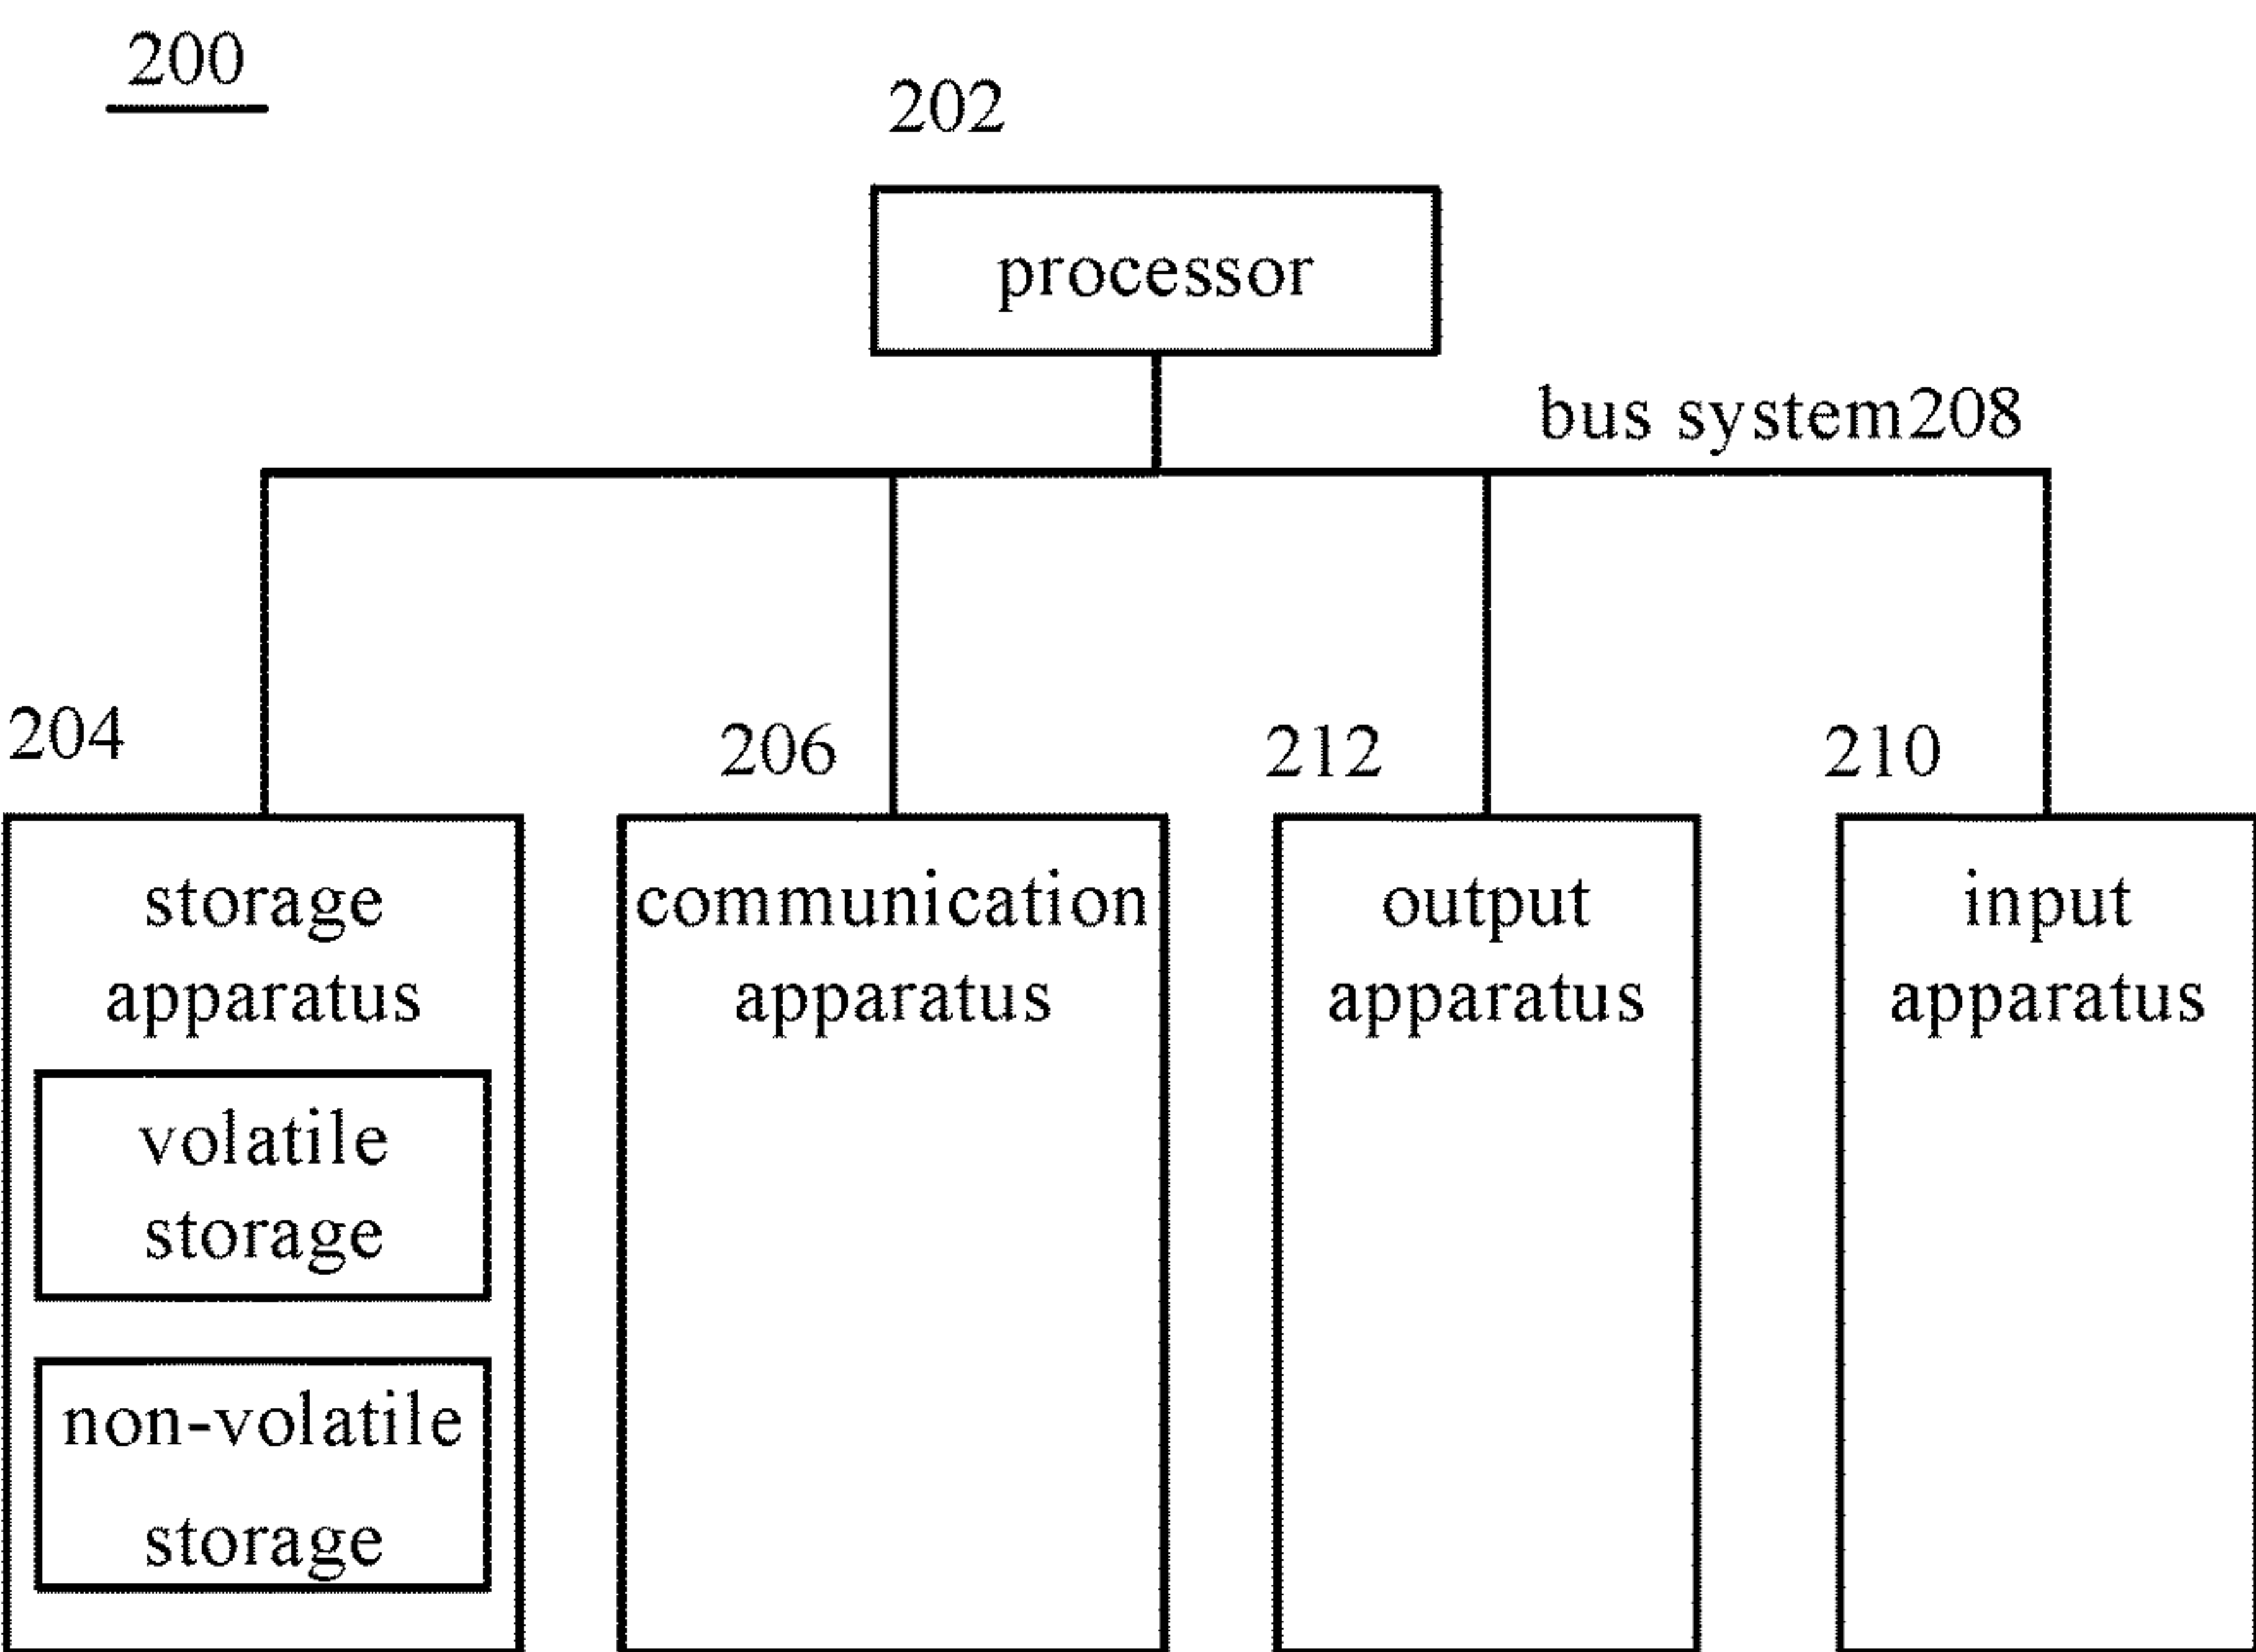 200
202
processor
bus system208
204
206
212
210
storage
apparatus
volatile
storage
non-volatile
storage
communication
apparatus
output
apparatus
input
apparatus